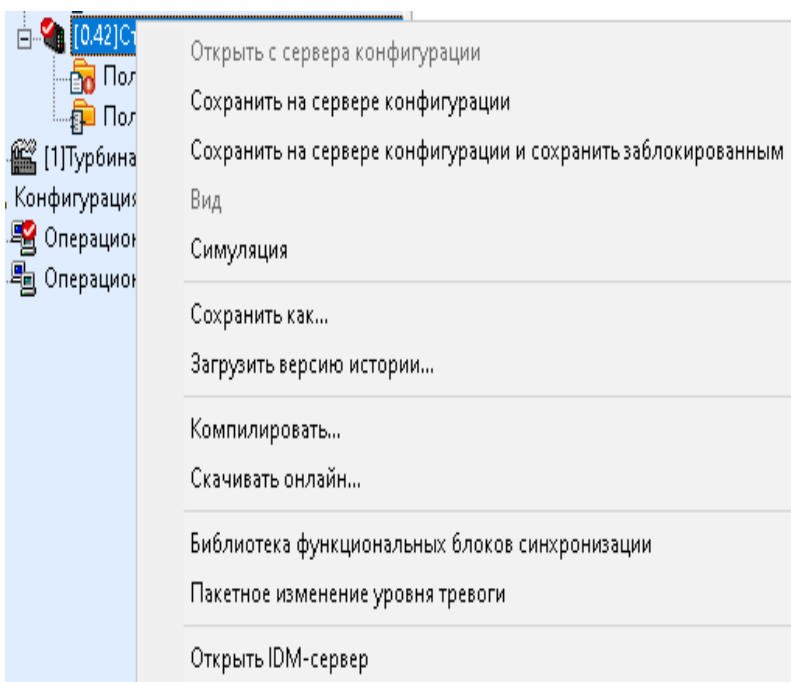 [0.42]Ст
Пол
Пол
[1]Турбина
Конфигурация
Операцион
Операцион
Открыть с сервера конфигурации
Сохранить на сервере конфигурации
Сохранить на сервере конфигурации и сохранить заблокированным
Вид
Симуляция
Сохранить как...
Загрузить версию истории...
Компилировать...
Скачивать онлайн...
Библиотека функциональных блоков синхронизации
Пакетное изменение уровня тревоги
Открыть IDM-сервер